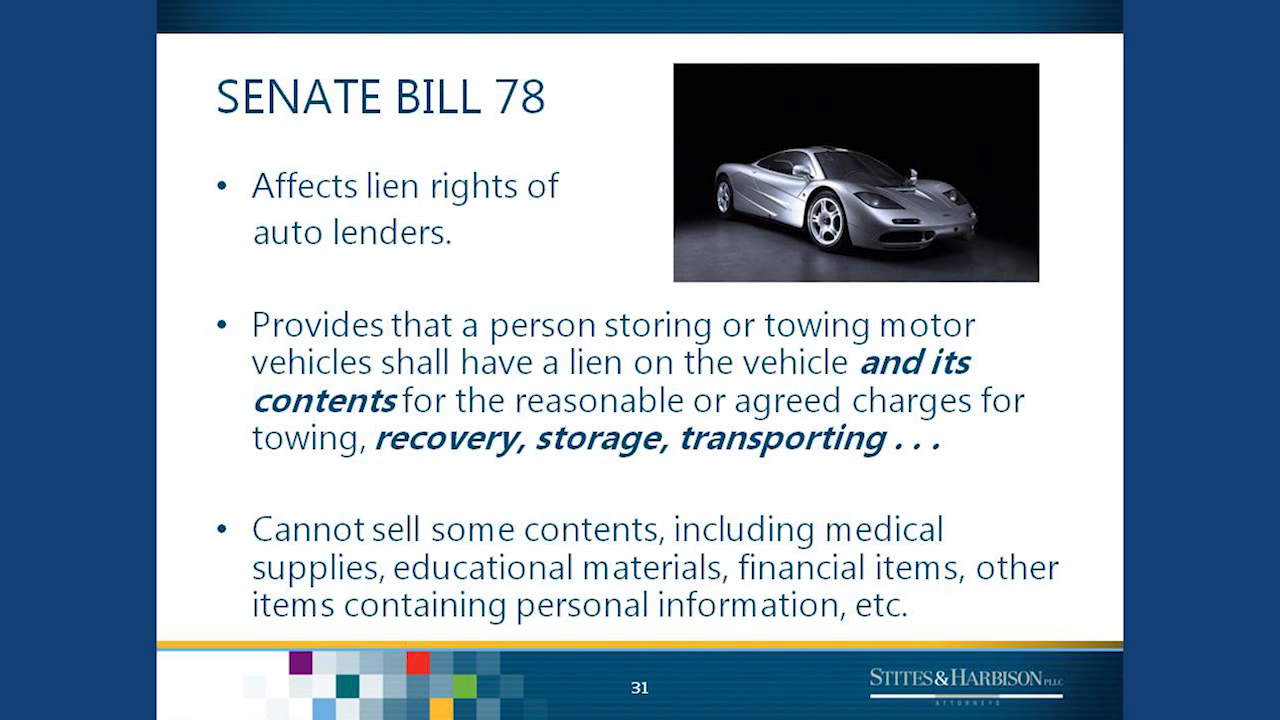 SENATE BILL 78
• Affects lien rights of
auto lenders.
• Provides that a person storing or towing motor
vehicles shall have a lien on the vehicle and its
contents for the reasonable or agreed charges for
towing, recovery, storage, transporting . . .
• Cannot sell some contents, including medical
supplies, educational materials, financial items, other
items containing personal information, etc.
31
STITES & HARBISON PLLC
ATTORNEYS